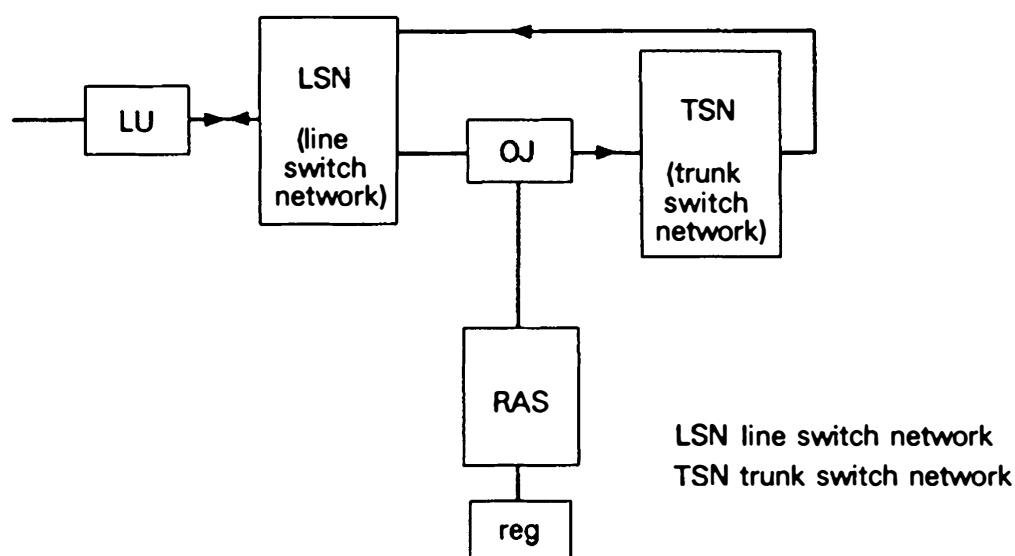 LU
LSN
(line
switch
network)
OJ
TSN
(trunk
switch
network)
RAS
reg
LSN line switch network
TSN trunk switch network